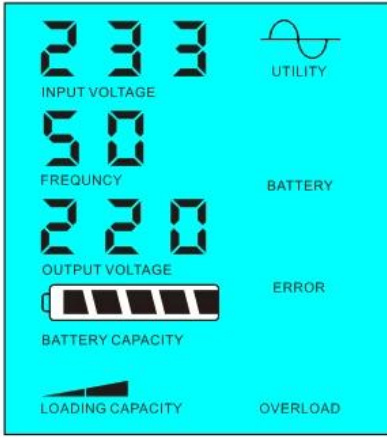 233
UTILITY
INPUT VOLTAGE
50
FREQUNCY
BATTERY
220
OUTPUT VOLTAGE
ERROR
BATTERY CAPACITY
LOADING CAPACITY
OVERLOAD